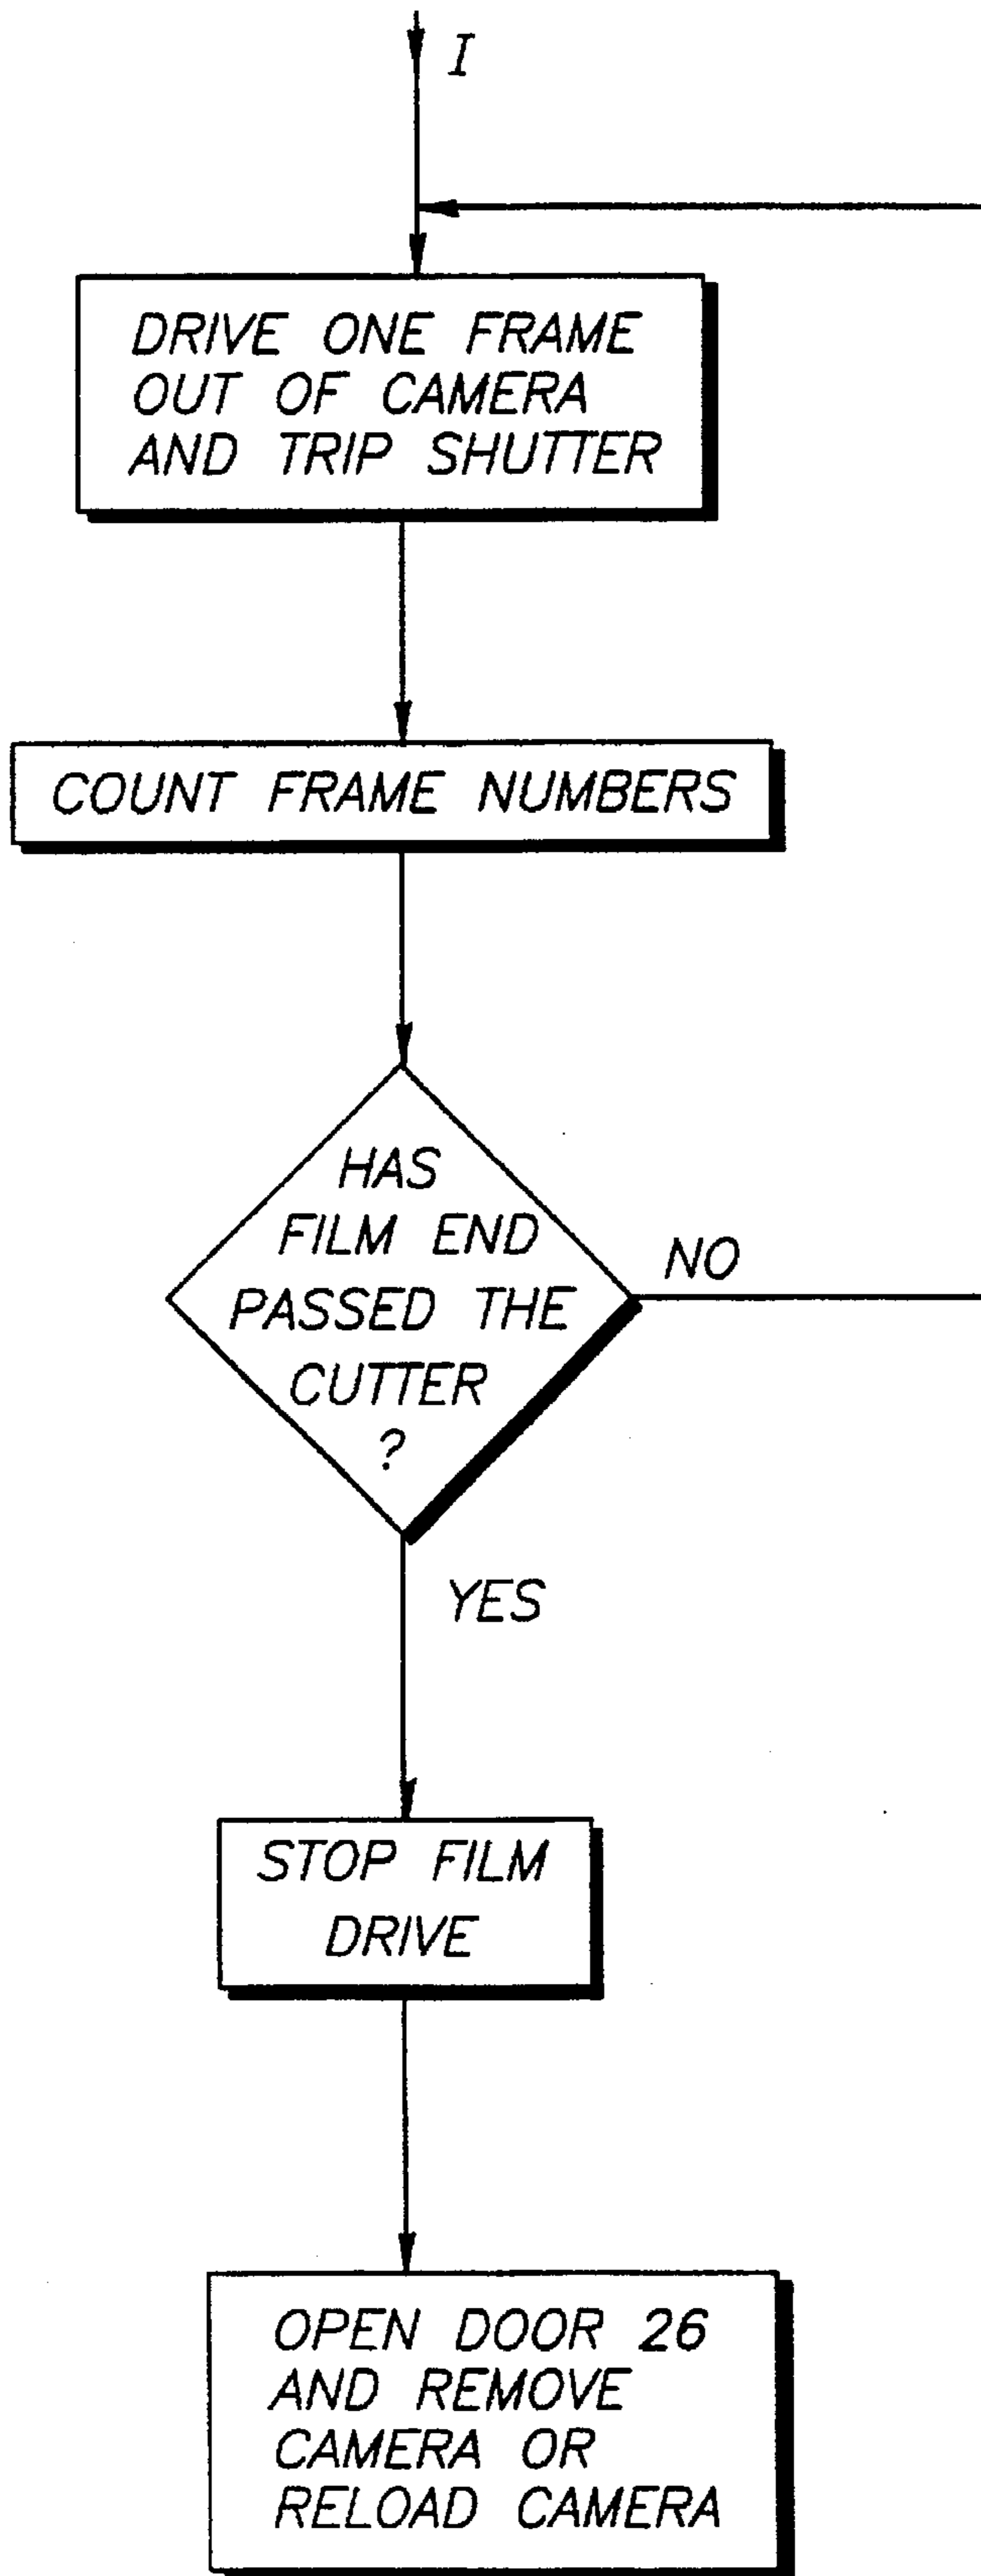 I
DRIVE ONE FRAME
OUT OF CAMERA
AND TRIP SHUTTER
COUNT FRAME NUMBERS
HAS
FILM END
PASSED THE
CUTTER
?
NO
YES
STOP FILM
DRIVE
OPEN DOOR 26
AND REMOVE
CAMERA OR
RELOAD CAMERA